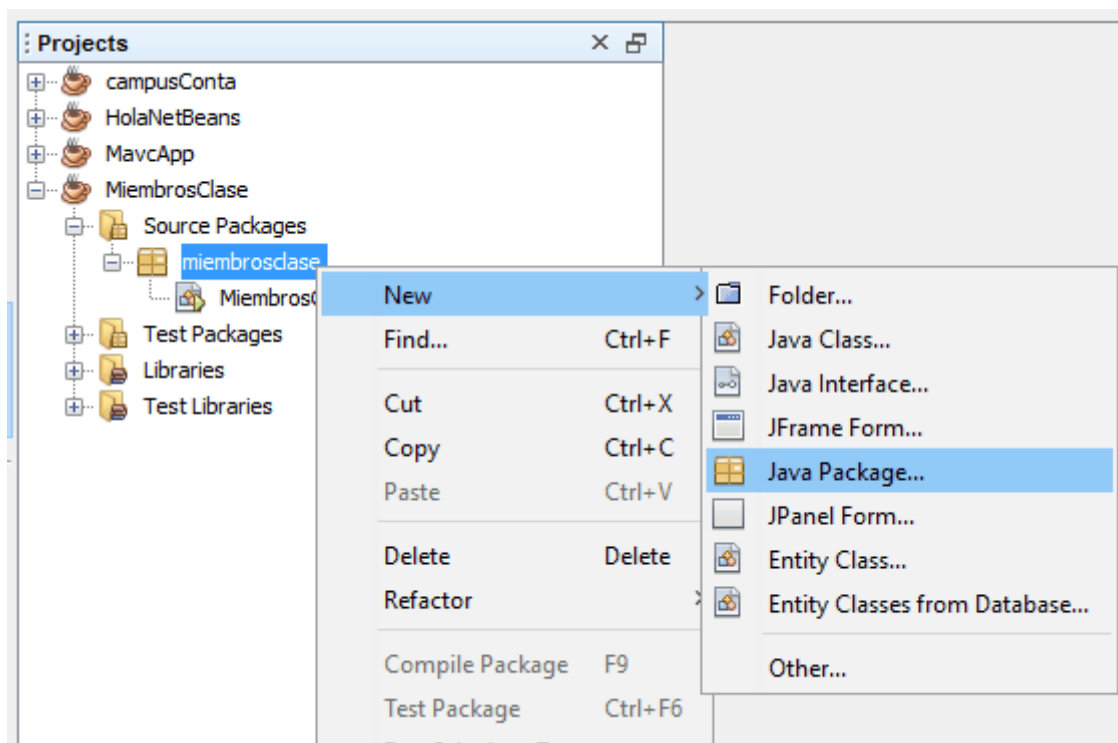 Projects
campusConta
HolaNetBeans
MavcApp
MiembrosClase
Source Packages
miembrosclase
Miembros
Test Packages
Libraries
Test Libraries
New
Find... Ctrl+F
Cut Ctrl+X
Copy Ctrl+C
Paste Ctrl+V
Delete Delete
Refactor
Compile Package F9
Test Package Ctrl+F6
Folder...
Java Class...
Java Interface...
JFrame Form...
Java Package...
JPanel Form...
Entity Class...
Entity Classes from Database...
Other...